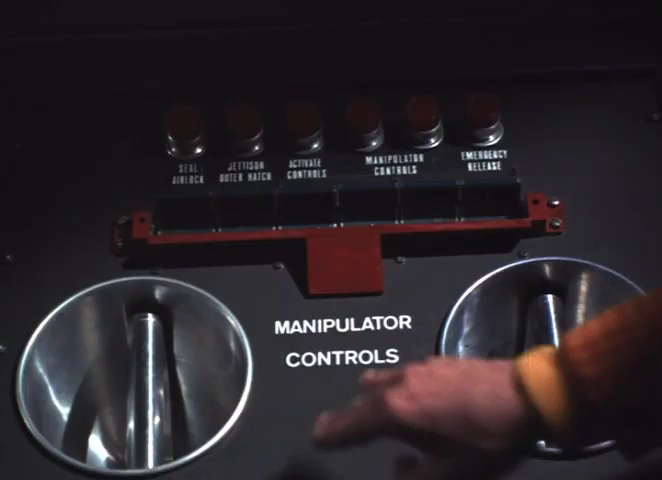 SEAL
AIRLOCK
JETTISON
OUTER HATCH
ACTIVATE
CONTROLS
MANIPULATOR
CONTROLS
EMERGENCY
RELEASE
MANIPULATOR
CONTROLS